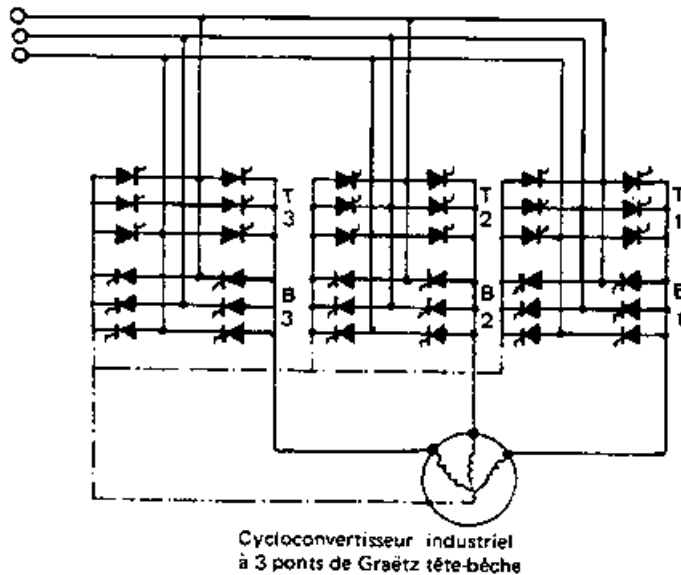 T 3
T 2
T 1
B 3
B 2
B 1
Cycloconvertisseur industriel
à 3 ponts de Graëtz tête-bêche